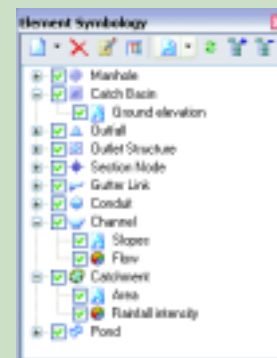 Element Symbology
Manhole
Catch Basin
Ground elevation
Outfall
Outlet Structure
Section Node
Gutter Link
Conduit
Channel
Slopes
Flow
Catchment
Area
Rainfall intensity
Pond